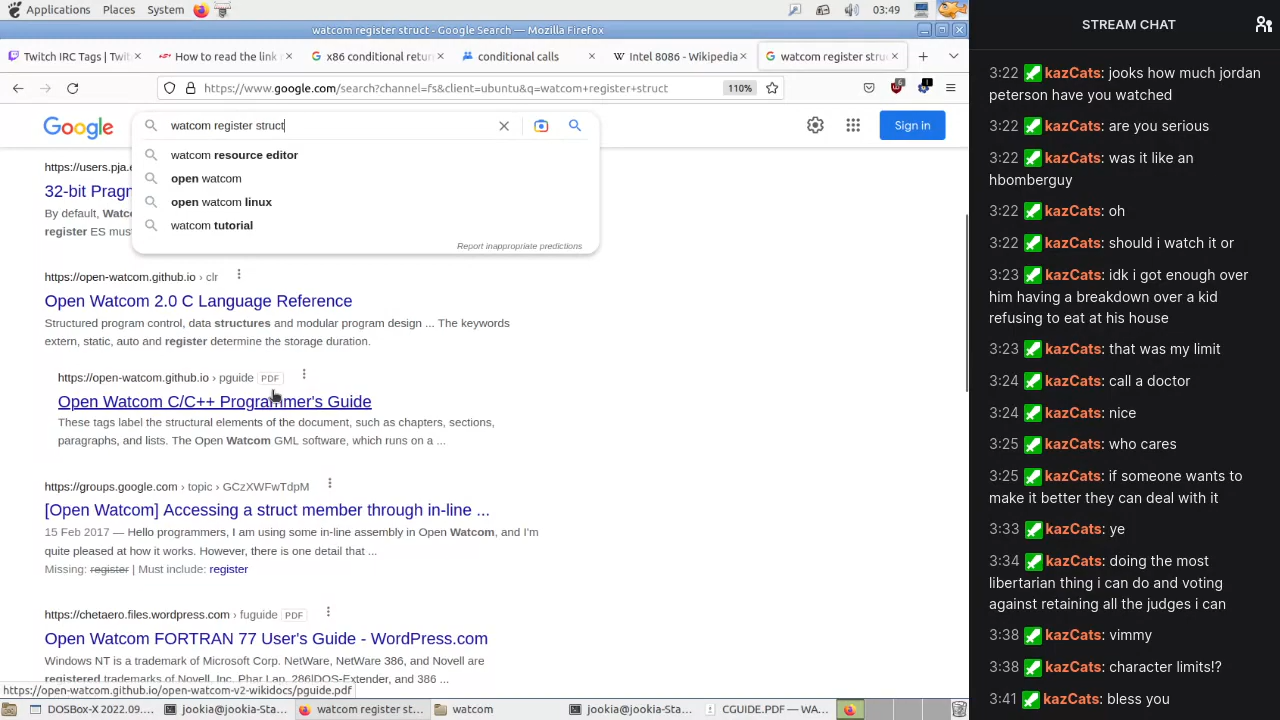 Applications Places System 03:49
watcom register struct - Google Search — Mozilla Firefox
Twitch IRC Tags | Twit
How to read the link
x86 conditional retur
conditional calls
Intel 8086 - Wikipedia
watcom register struc
https://www.google.com/search?channel=fs&client=ubuntu&q=watcom+register+struct
110%
6
1
Google
watcom register struct
Sign in
watcom resource editor
open watcom
open watcom linux
watcom tutorial
Report inappropriate predictions
https://users.pja.e
32-bit Pragm
By default, Watc
register ES mus
https://open-watcom.github.io › clr
Open Watcom 2.0 C Language Reference
Structured program control, data structures and modular program design ... The keywords
extern, static, auto and register determine the storage duration.
https://open-watcom.github.io › pguide PDF
Open Watcom C/C++ Programmer's Guide
These tags label the structural elements of the document, such as chapters, sections,
paragraphs, and lists. The Open Watcom GML software, which runs on a ...
https://groups.google.com › topic › GCzXWFwTdpM
[Open Watcom] Accessing a struct member through in-line ...
15 Feb 2017 — Hello programmers, I am using some in-line assembly in Open Watcom, and I'm
quite pleased at how it works. However, there is one detail that ...
Missing: register | Must include: register
https://chetaero.files.wordpress.com › fuguide PDF
Open Watcom FORTRAN 77 User's Guide - WordPress.com
Windows NT is a trademark of Microsoft Corp. NetWare, NetWare 386, and Novell are
registered trademarks of Novell, Inc. Phar Lap, 286|DOS-Extender, and 386 ...
https://open-watcom.github.io/open-watcom-v2-wikidocs/pguide.pdf
DOSBox-X 2022.09....
jookia@jookia-Sta...
watcom register st...
watcom
jookia@jookia-Sta...
CGUIDE.PDF — WA...
STREAM CHAT
3:22 kazCats: jooks how much jordan
peterson have you watched
3:22 kazCats: are you serious
3:22 kazCats: was it like an
hbomberguy
3:22 kazCats: oh
3:22 kazCats: should i watch it or
3:23 kazCats: idk i got enough over
him having a breakdown over a kid
refusing to eat at his house
3:23 kazCats: that was my limit
3:24 kazCats: call a doctor
3:24 kazCats: nice
3:25 kazCats: who cares
3:25 kazCats: if someone wants to
make it better they can deal with it
3:33 kazCats: ye
3:34 kazCats: doing the most
libertarian thing i can do and voting
against retaining all the judges i can
3:38 kazCats: vimmy
3:38 kazCats: character limits!?
3:41 kazCats: bless you